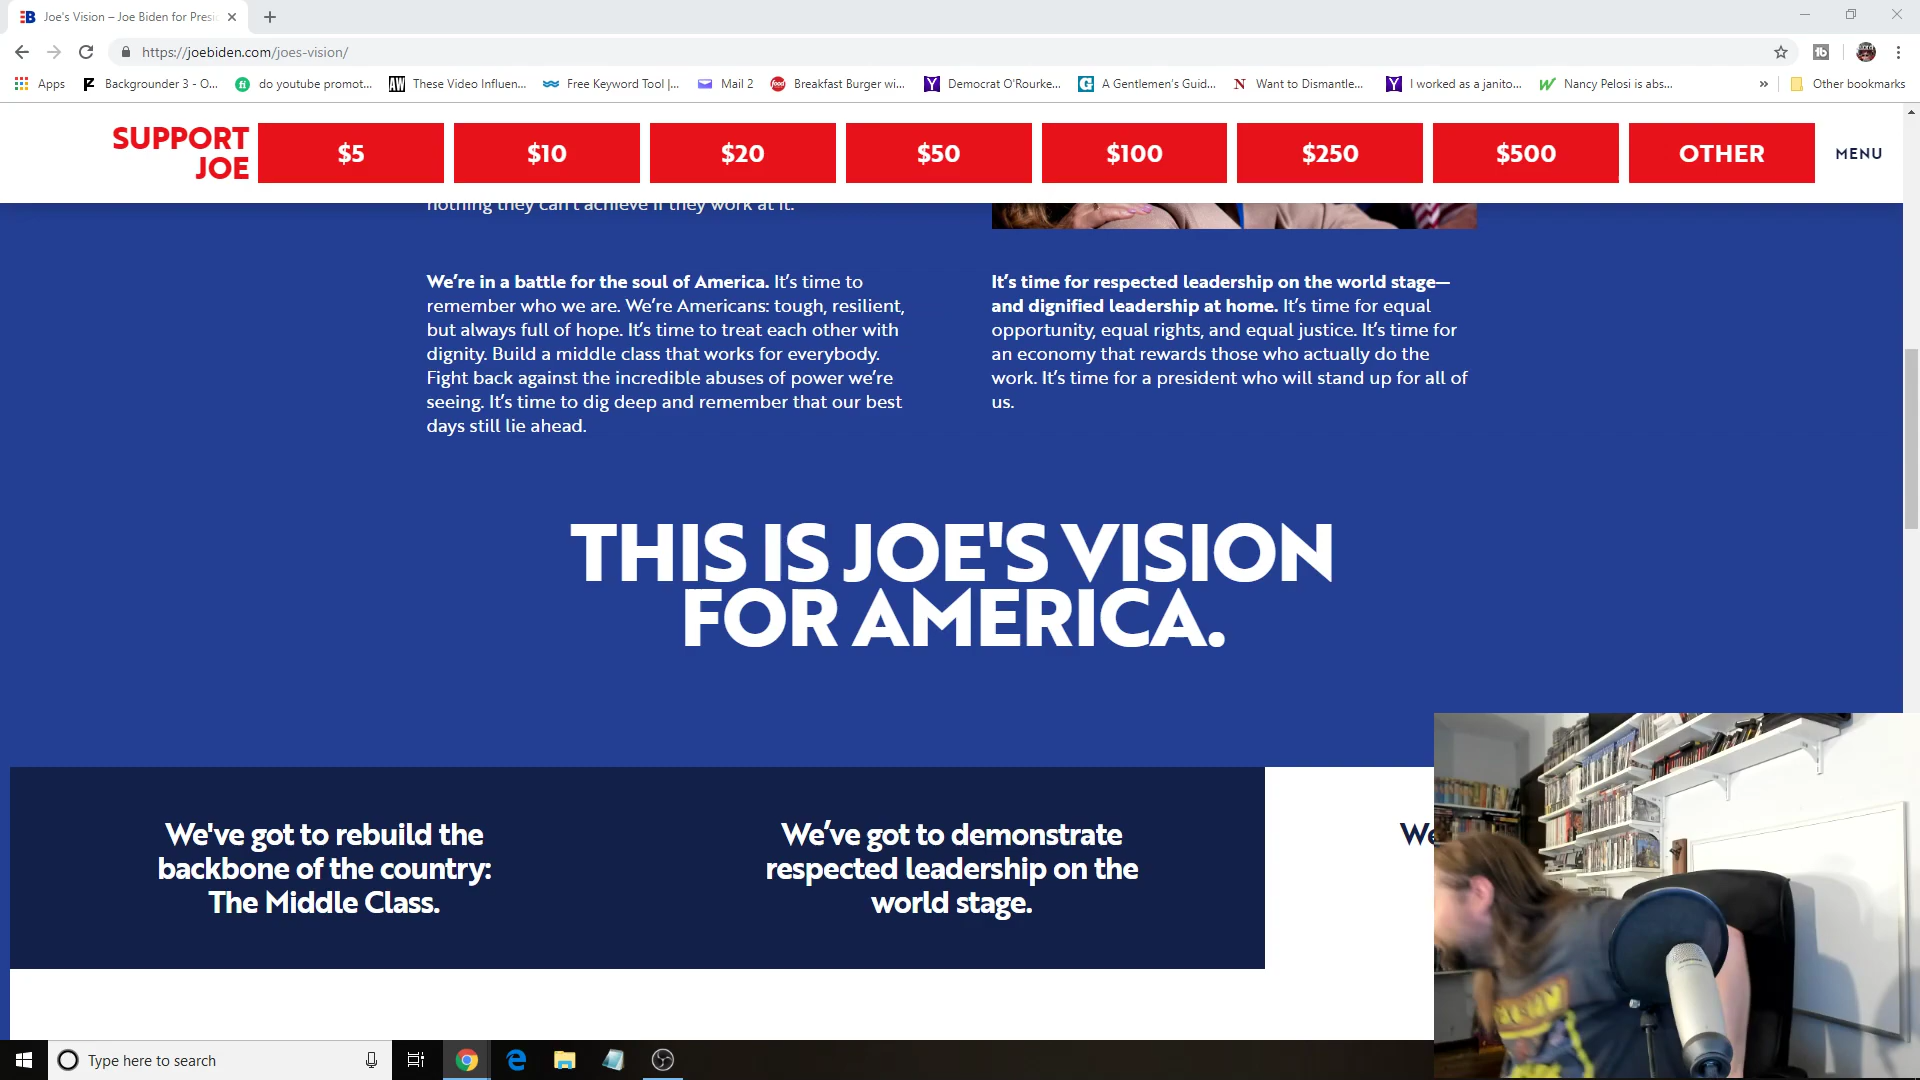 Joe's Vision – Joe Biden for Presi
https://joebiden.com/joes-vision/
Apps
Backgrounder 3 - O...
do youtube promot...
These Video Influen...
Free Keyword Tool |...
Mail 2
Breakfast Burger wi...
Democrat O'Rourke...
A Gentlemen's Guid...
Want to Dismantle...
I worked as a janito...
Nancy Pelosi is abs...
»
Other bookmarks
SUPPORT
JOE
$5
$10
$20
$50
$100
$250
$500
OTHER
MENU
nothing they can't achieve if they work at it.
We're in a battle for the soul of America. It's time to
remember who we are. We're Americans: tough, resilient,
but always full of hope. It's time to treat each other with
dignity. Build a middle class that works for everybody.
Fight back against the incredible abuses of power we're
seeing. It's time to dig deep and remember that our best
days still lie ahead.
It's time for respected leadership on the world stage—
and dignified leadership at home. It's time for equal
opportunity, equal rights, and equal justice. It's time for
an economy that rewards those who actually do the
work. It's time for a president who will stand up for all of
us.
THIS IS JOE'S VISION
FOR AMERICA.
We've got to rebuild the
backbone of the country:
The Middle Class.
We've got to demonstrate
respected leadership on the
world stage.
We
Type here to search